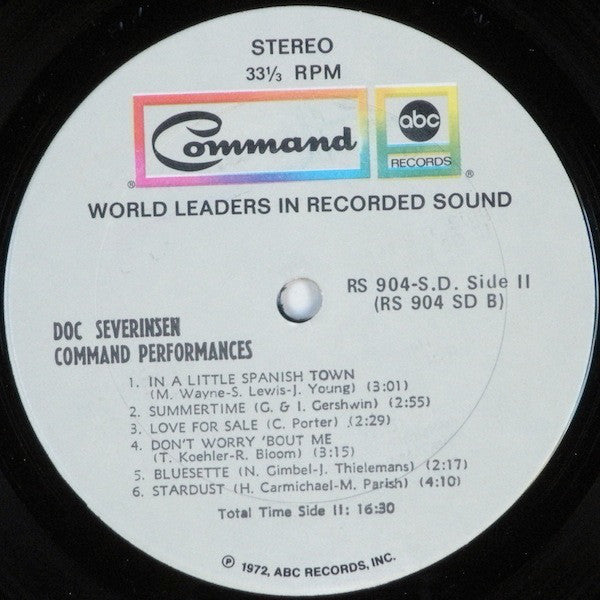 STEREO
33⅓ RPM
Command
abc
RECORDS
®
®
WORLD LEADERS IN RECORDED SOUND
RS 904-S.D. Side II
(RS 904 SD B)
DOC SEVERINSEN
COMMAND PERFORMANCES
1. IN A LITTLE SPANISH TOWN
(M. Wayne-S. Lewis-J. Young) (3:01)
2. SUMMERTIME (G. & I. Gershwin) (2:55)
3. LOVE FOR SALE (C. Porter) (2:29)
4. DON'T WORRY 'BOUT ME
(T. Koehler-R. Bloom) (3:15)
5. BLUESETTE (N. Gimbel-J. Thielemans) (2:17)
6. STARDUST (H. Carmichael-M. Parish) (4:10)
Total Time Side II: 16:30
℗ 1972, ABC RECORDS, INC.